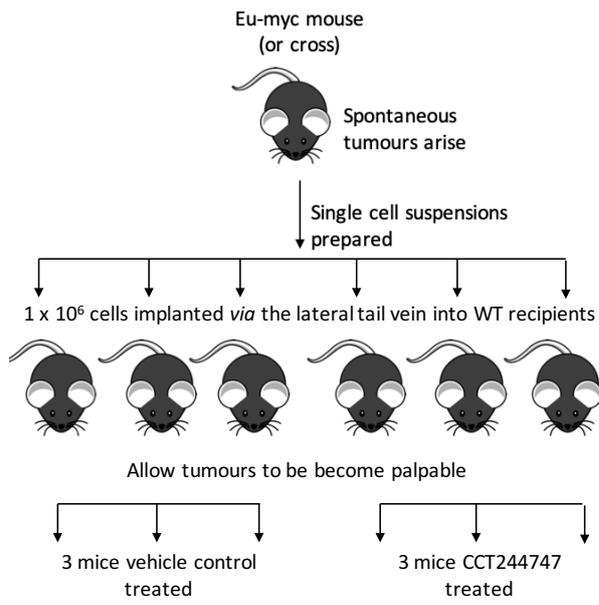 Eu-myc mouse
(or cross)
Spontaneous
tumours arise
Single cell suspensions
prepared
1 x 10⁶ cells implanted via the lateral tail vein into WT recipients
Allow tumours to be become palpable
3 mice vehicle control
treated
3 mice CCT244747
treated